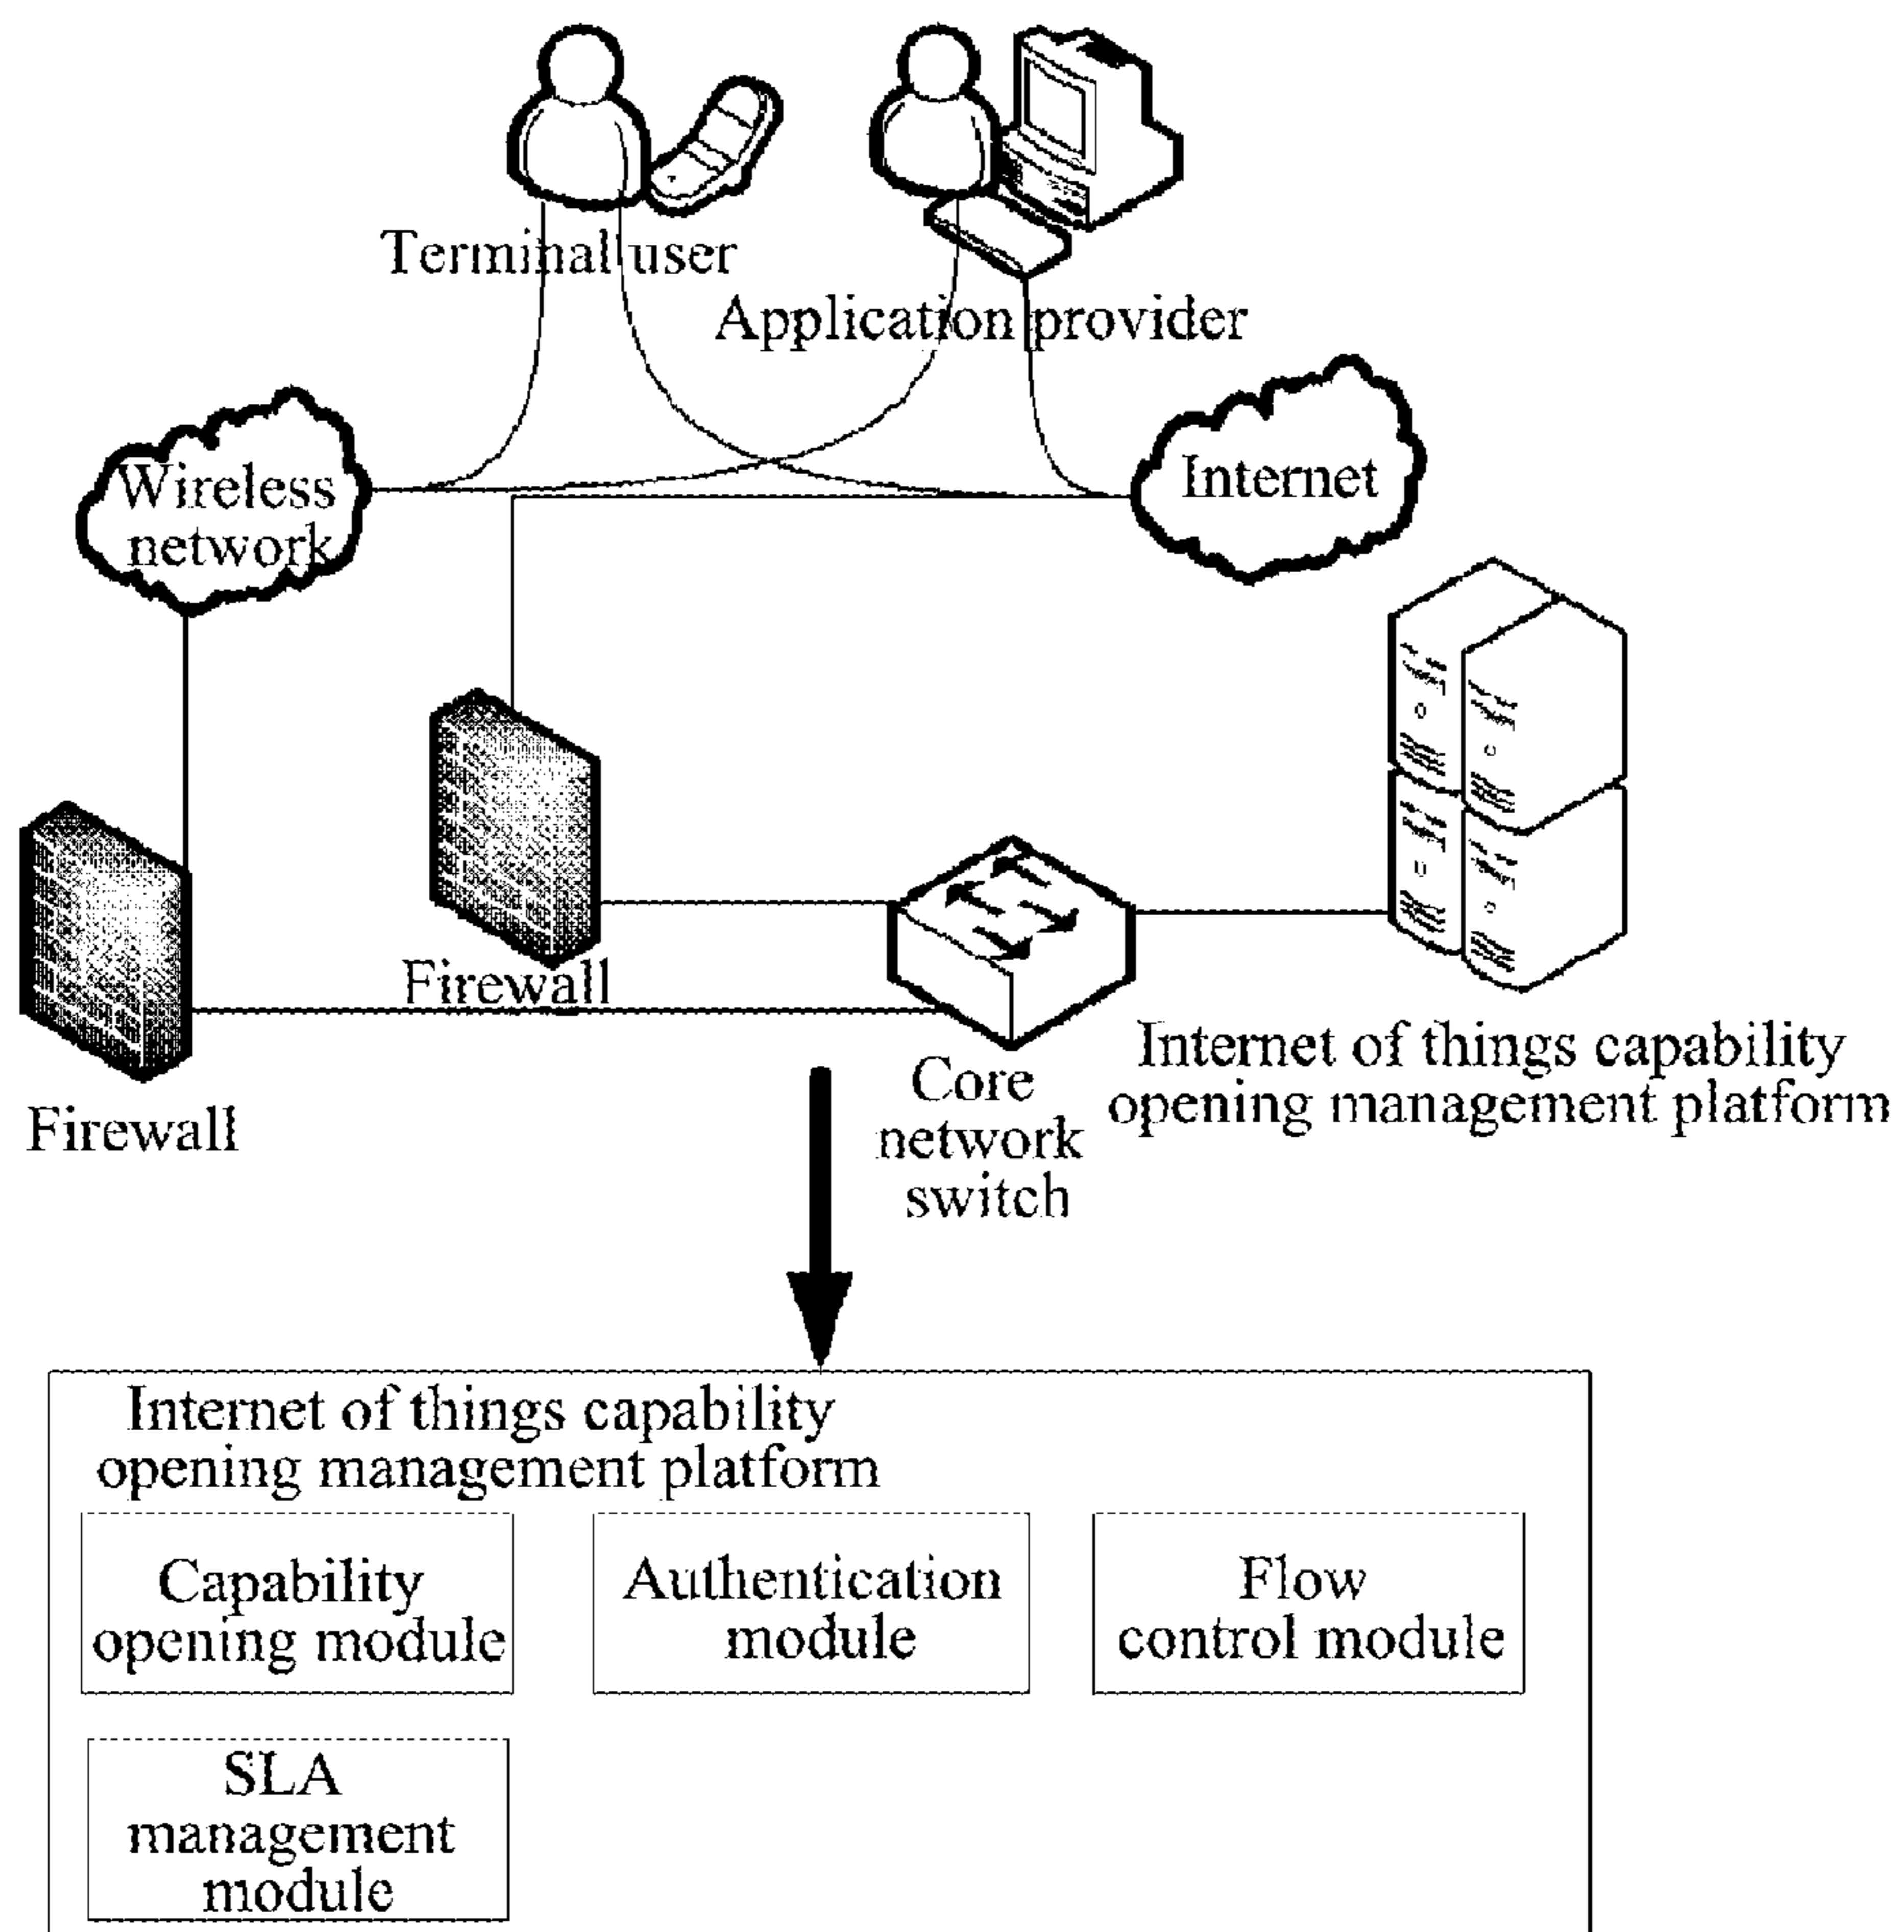 Terminal user
Application provider
Wireless
network
Internet
Firewall
Firewall
Core
network
switch
Internet of things capability
opening management platform
Internet of things capability
opening management platform
Capability
opening module
Authentication
module
Flow
control module
SLA
management
module